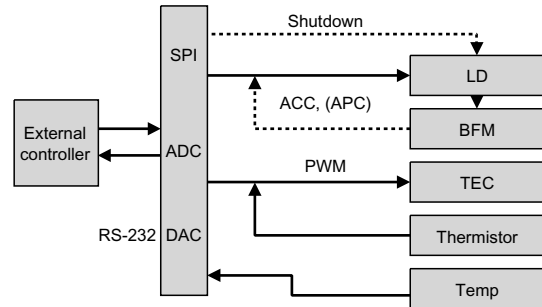 Shutdown
SPI
LD
ACC, (APC)
BFM
External
controller
ADC
PWM
TEC
RS-232
DAC
Thermistor
Temp